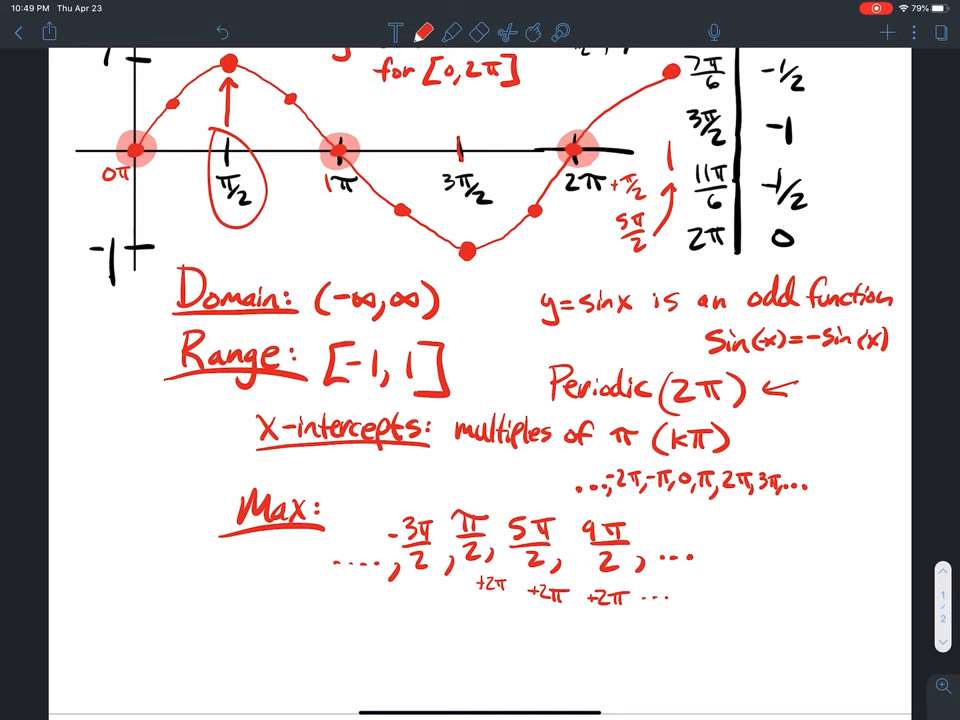 10:49 PM Thu Apr 23
79%
for [0,2π]
7π/6 -1/2
3π/2 -1
11π/6 -1/2
2π 0
0π π/2 1π 3π/2 2π +π/2
5π/2
1
-1
Domain: (-∞,∞)
Range: [-1, 1]
y=sinx is an odd function
Sin(-x)=-sin(x)
Periodic (2π) ←
X-intercepts: multiples of π (kπ)
...,-2π,-π,0,π,2π,3π,...
Max:
...., -3π/2, π/2, 5π/2, 9π/2, ...
+2π +2π +2π ...
1/2